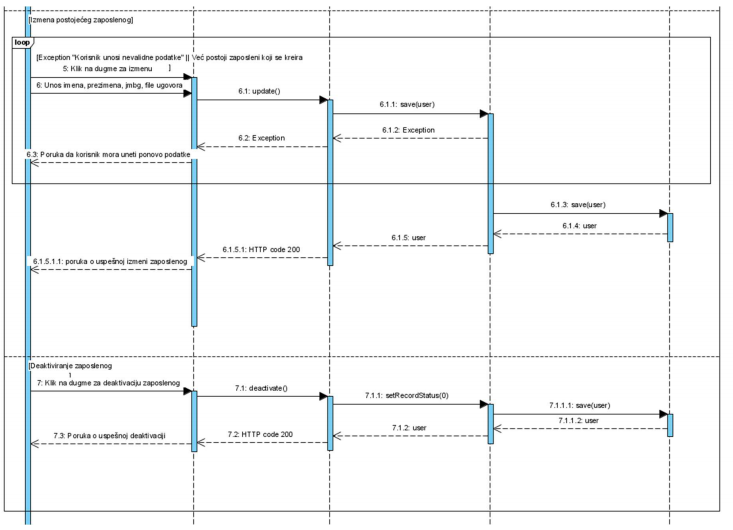 [Izmena postojećeg zaposlenog]
loop
[Exception "Korisnik unosi nevalidne podatke" || Već postoji zaposleni koji se kreira
]
5: Klik na dugme za izmenu
6: Unos imena, prezimena, jmbg, file ugovora
6.1: update()
6.1.1: save(user)
6.1.2: Exception
6.2: Exception
6.3: Poruka da korisnik mora uneti ponovo podatke
6.1.3: save(user)
6.1.4: user
6.1.5: user
6.1.5.1: HTTP code 200
6.1.5.1.1: poruka o uspešnoj izmeni zaposlenog
[Deaktiviranje zaposlenog
]
7: Klik na dugme za deaktivaciju zaposlenog
7.1: deactivate()
7.1.1: setRecordStatus(0)
7.1.1.1: save(user)
7.1.1.2: user
7.1.2: user
7.2: HTTP code 200
7.3: Poruka o uspešnoj deaktivaciji